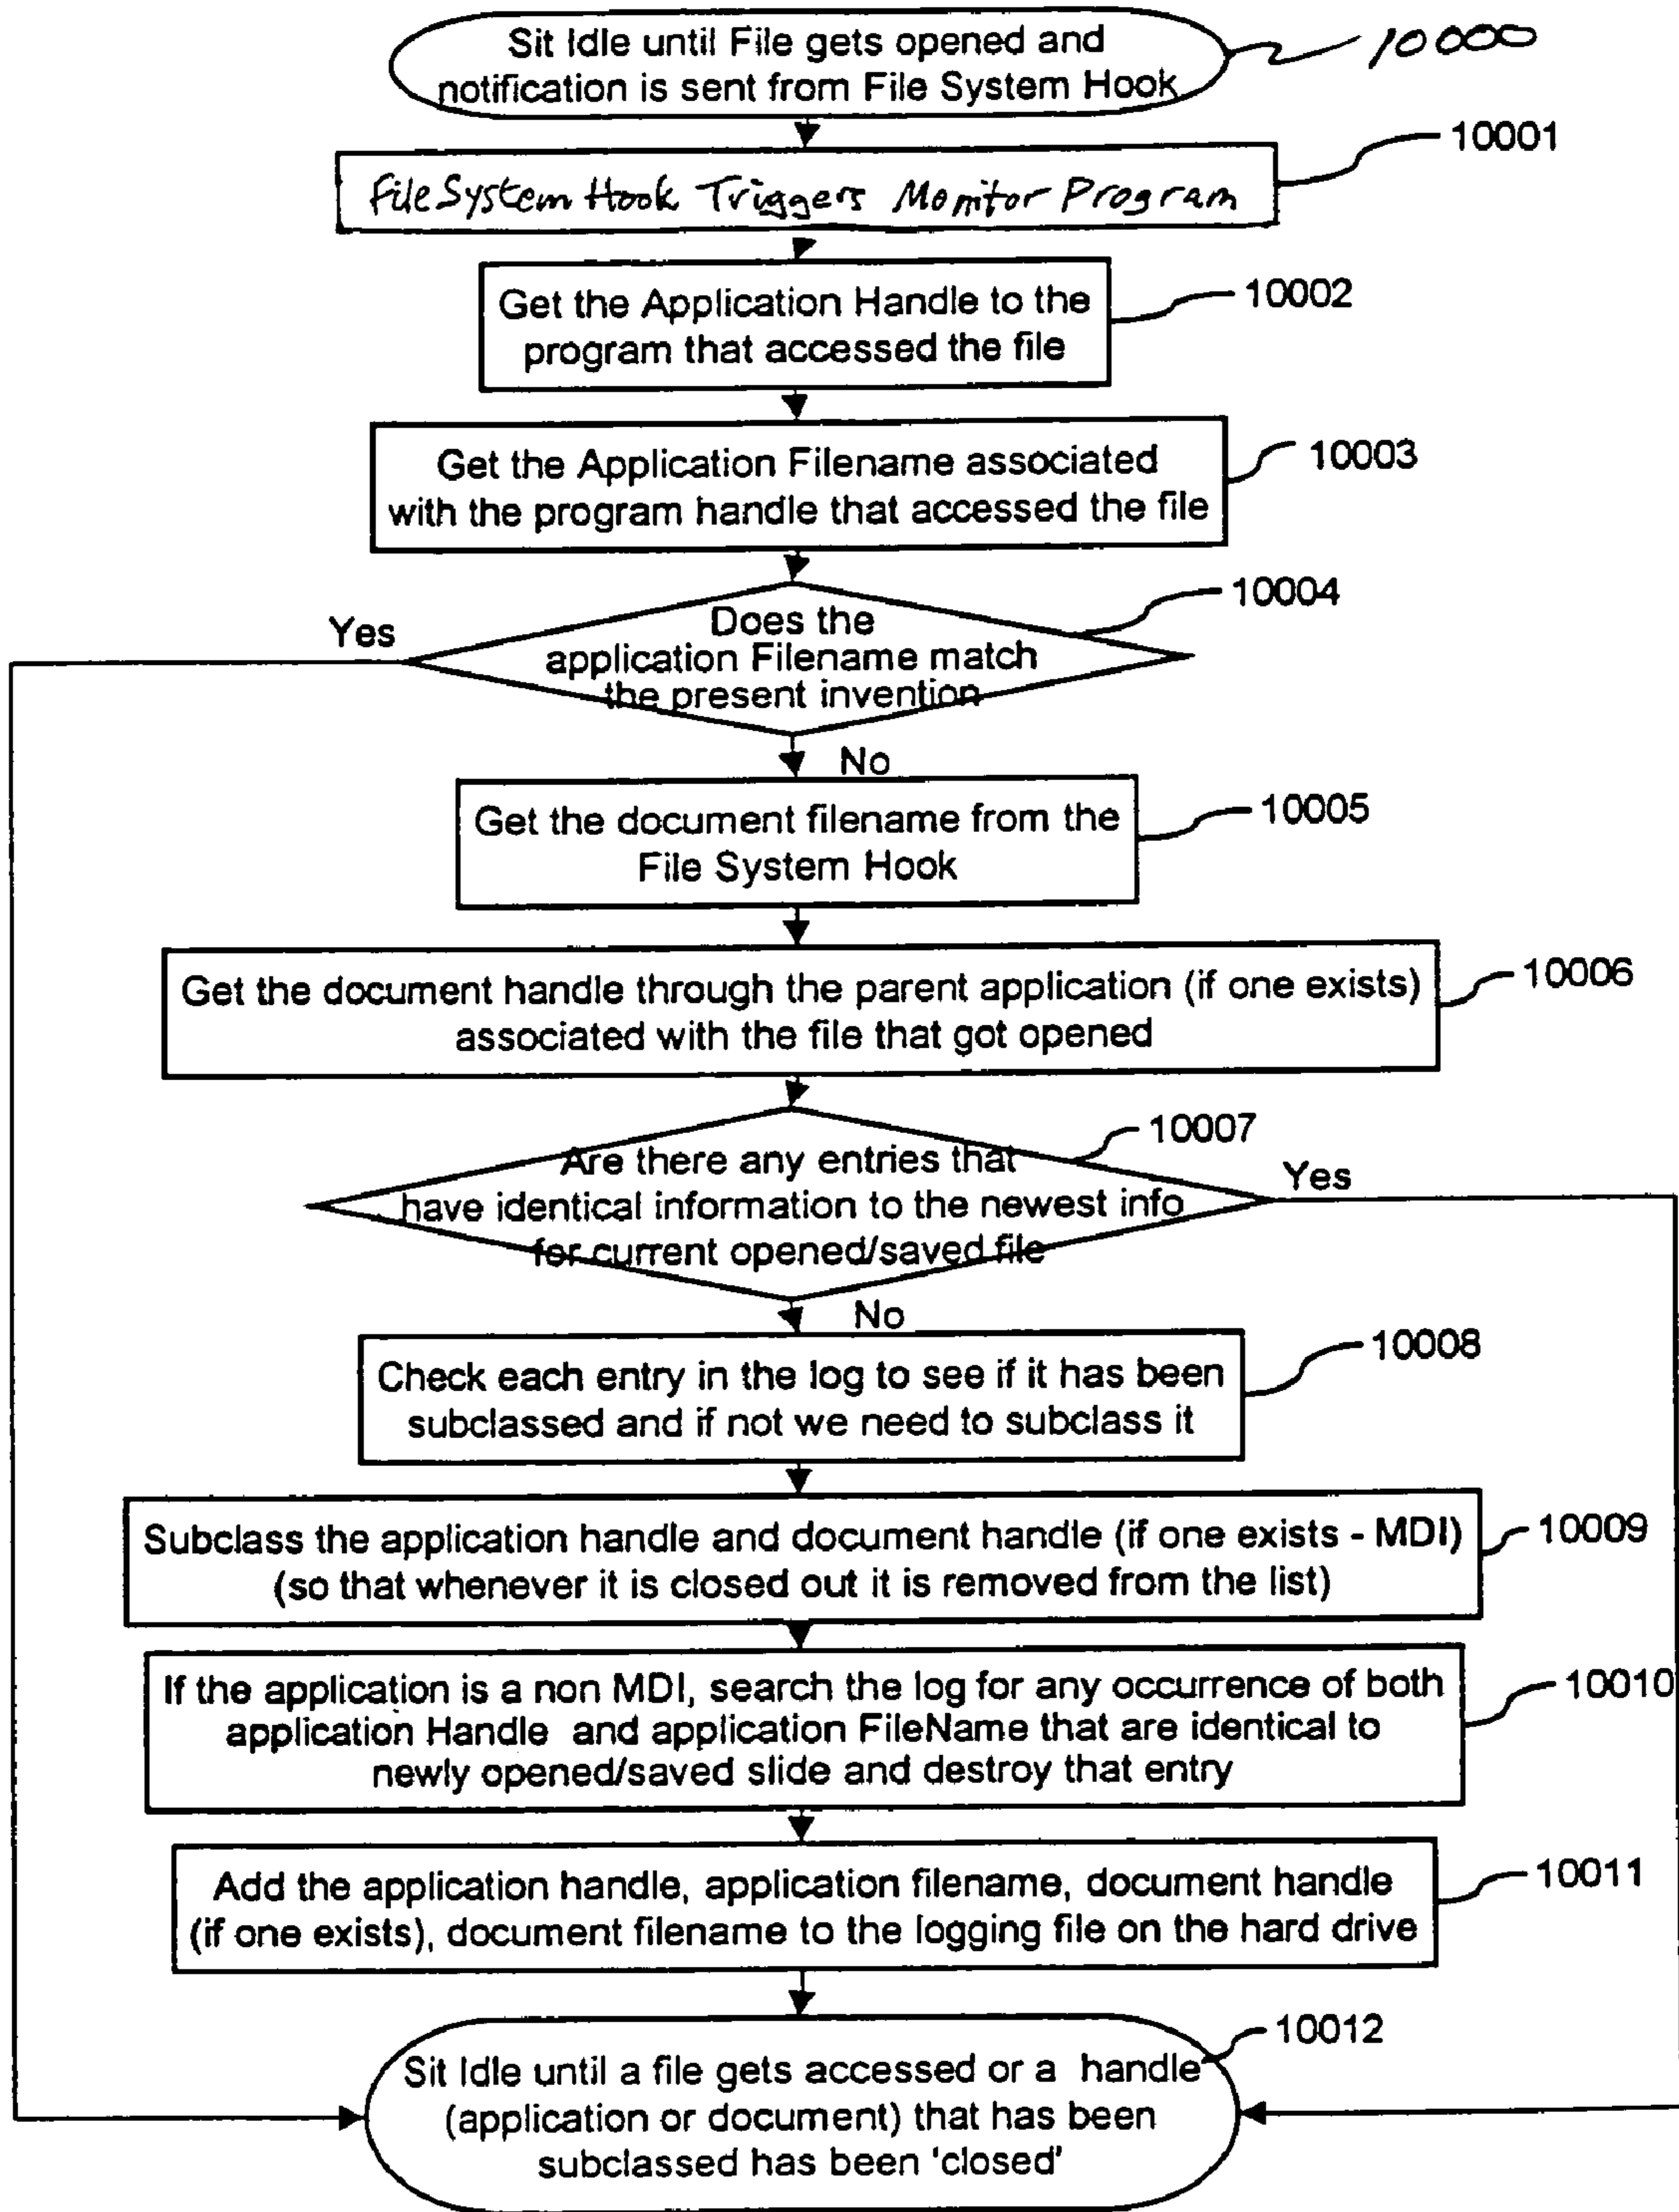 Sit Idle until File gets opened and
notification is sent from File System Hook
10000
File System Hook Triggers Monitor Program
10001
Get the Application Handle to the
program that accessed the file
10002
Get the Application Filename associated
with the program handle that accessed the file
10003
Does the
application Filename match
the present invention
10004
Yes
No
Get the document filename from the
File System Hook
10005
Get the document handle through the parent application (if one exists)
associated with the file that got opened
10006
Are there any entries that
have identical information to the newest info
for current opened/saved file
10007
Yes
No
Check each entry in the log to see if it has been
subclassed and if not we need to subclass it
10008
Subclass the application handle and document handle (if one exists - MDI)
(so that whenever it is closed out it is removed from the list)
10009
If the application is a non MDI, search the log for any occurrence of both
application Handle and application FileName that are identical to
newly opened/saved slide and destroy that entry
10010
Add the application handle, application filename, document handle
(if one exists), document filename to the logging file on the hard drive
10011
Sit Idle until a file gets accessed or a handle
(application or document) that has been
subclassed has been 'closed'
10012